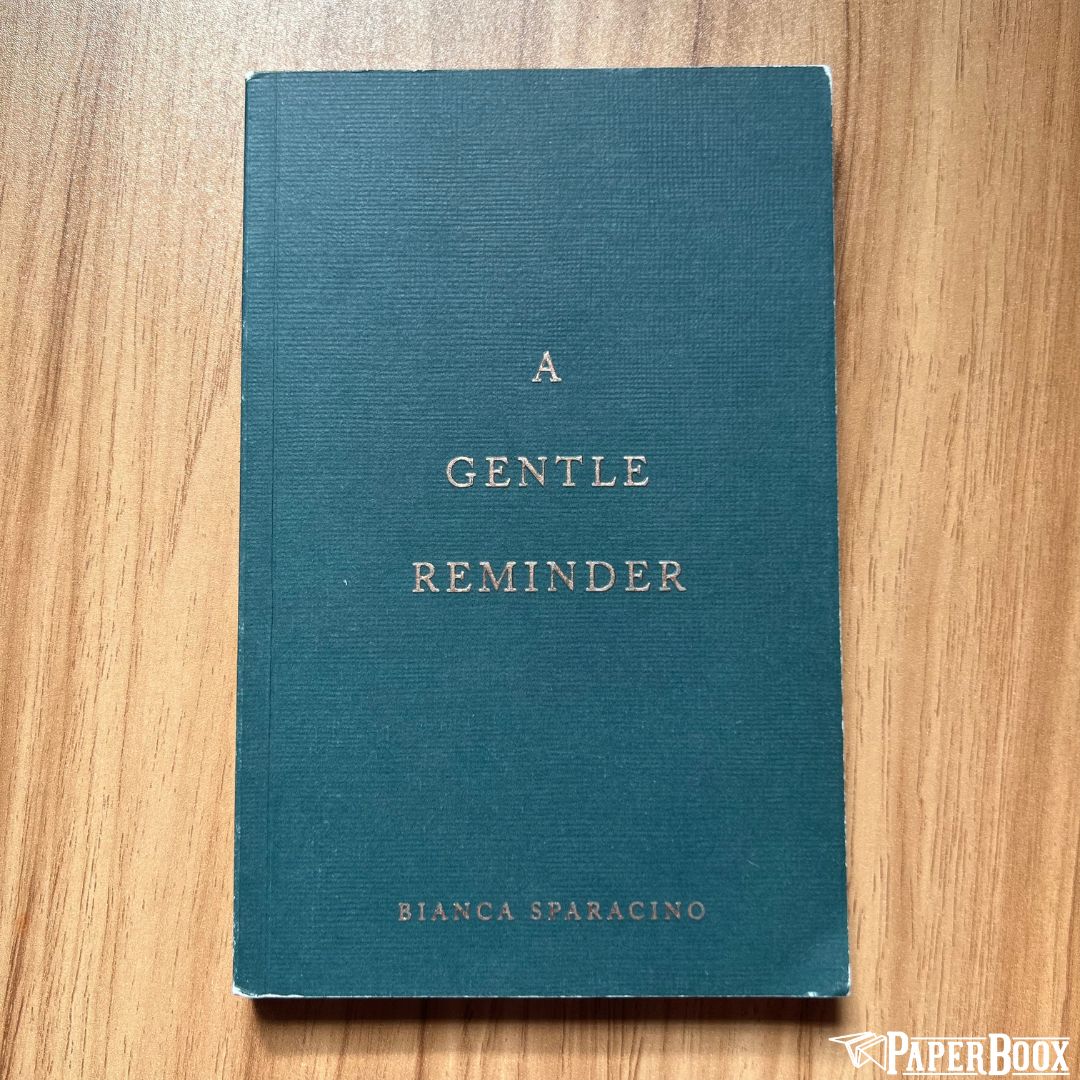 A
GENTLE
REMINDER
BIANCA SPARACINO
PAPERBOOX